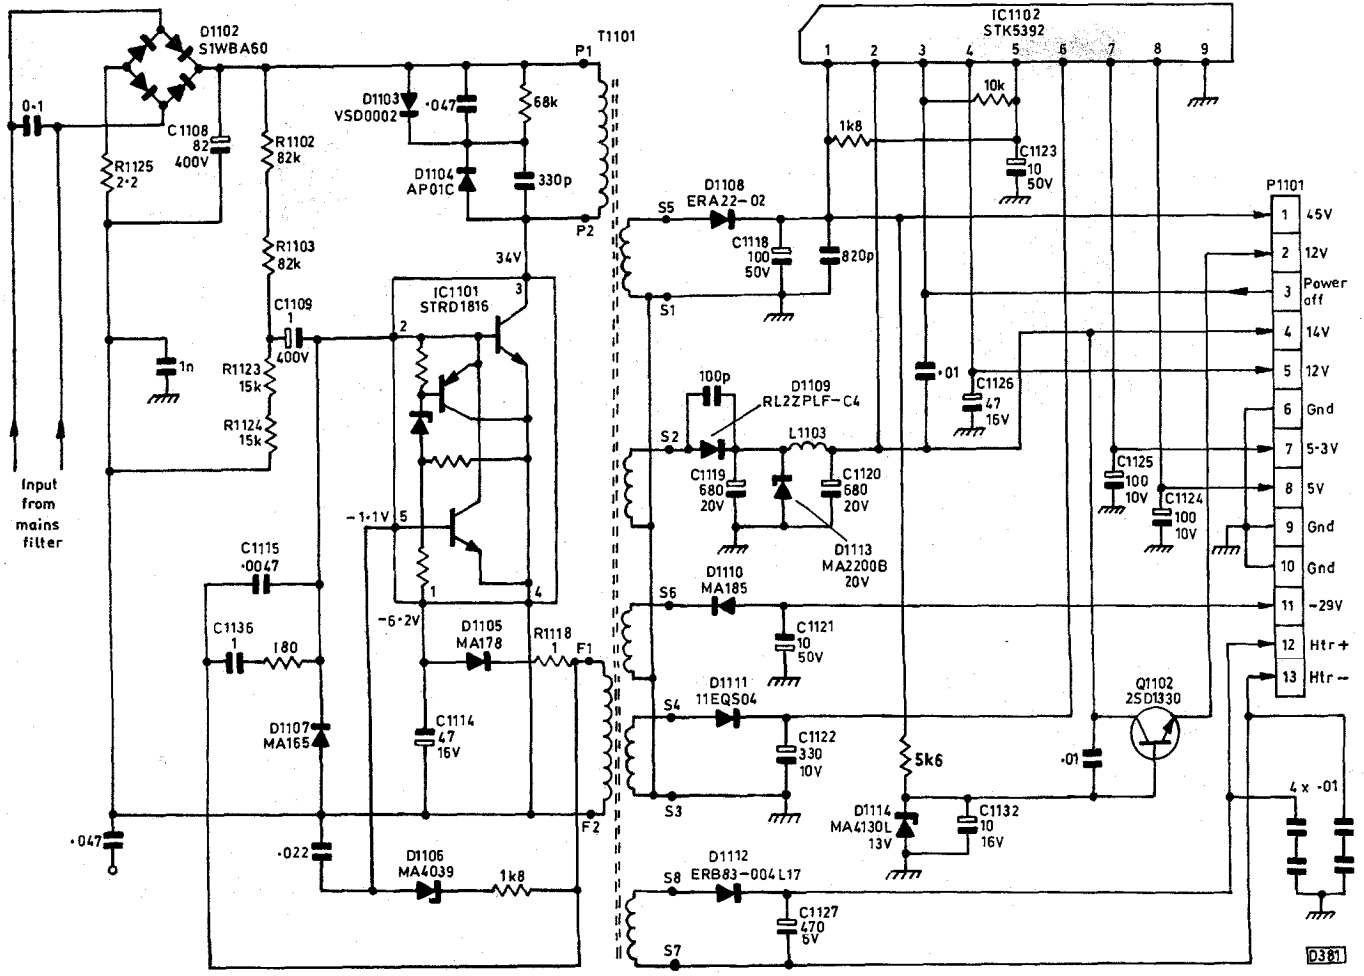 IC1102
STK5392
1 2 3 4 5 6 7 8 9
D1102
S1WBA60
T1101
P1
0·1
C1108
82
400V
D1103
VSD0002
·047
68k
10k
1k8
R1125
2·2
R1102
82k
D1104
AP01C
330p
C1123
10
50V
P2
S5
D1108
ERA22-02
P1101
1 45V
R1103
82k
34V
C1118
100
50V
820p
2 12V
3 Power
off
S1
IC1101
STRD1816
3
C1109
1
400V
2
4 14V
1n
R1123
15k
100p
D1109
RL2ZPLF-C4
·01
C1126
47
16V
5 12V
6 Gnd
R1124
15k
S2
L1103
7 5·3V
Input
from
mains
filter
C1119
680
20V
C1120
680
20V
C1125
100
10V
8 5V
C1124
100
10V
-1·1V
5
9 Gnd
D1113
MA2200B
20V
C1115
·0047
10 Gnd
D1110
MA185
S6
1
4
11 -29V
-6·2V
C1136
1
180
D1105
MA178
R1118
1
F1
C1121
10
50V
12 Htr+
13 Htr-
D1111
11EQS04
S4
Q1102
2SD1330
D1107
MA165
C1114
47
16V
C1122
330
10V
5k6
·01
S3
4 x ·01
F2
·047
·022
D1114
MA4130L
13V
C1132
10
16V
D1106
MA4039
1k8
D1112
ERB83-004L17
S8
C1127
470
6V
S7
D381